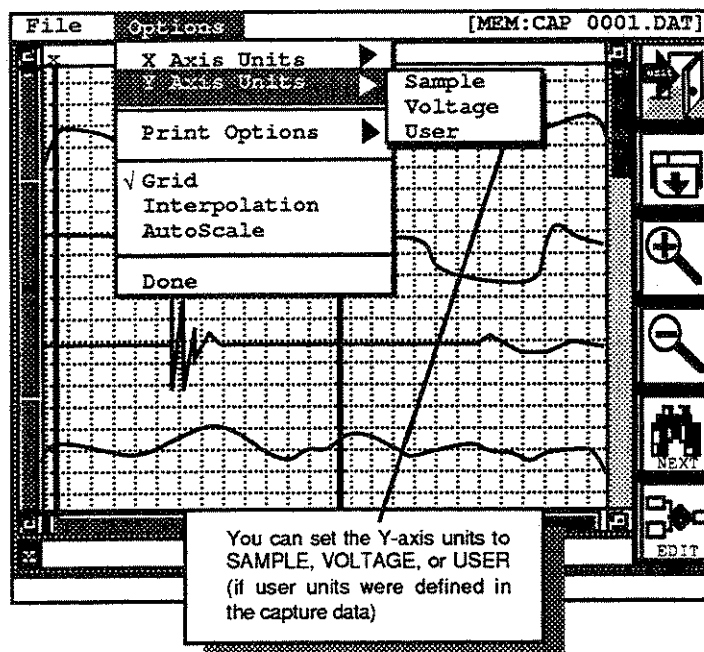 File Options [MEM:CAP 0001.DAT]
x
X Axis Units
Y Axis Units
Sample
Voltage
User
Print Options
√ Grid
Interpolation
AutoScale
Done
NEXT
EDIT
You can set the Y-axis units to
SAMPLE, VOLTAGE, or USER
(if user units were defined in
the capture data)